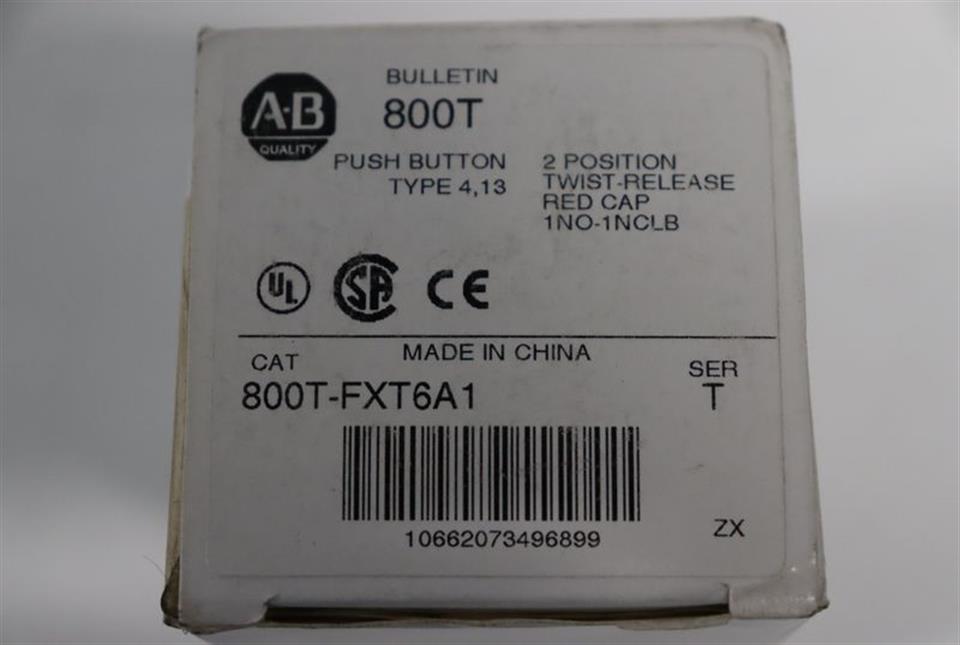 A-B
QUALITY
BULLETIN
800T
PUSH BUTTON
TYPE 4,13
2 POSITION
TWIST-RELEASE
RED CAP
1NO-1NCLB
UL
SA
CE
MADE IN CHINA
CAT
800T-FXT6A1
SER
T
10662073496899
ZX